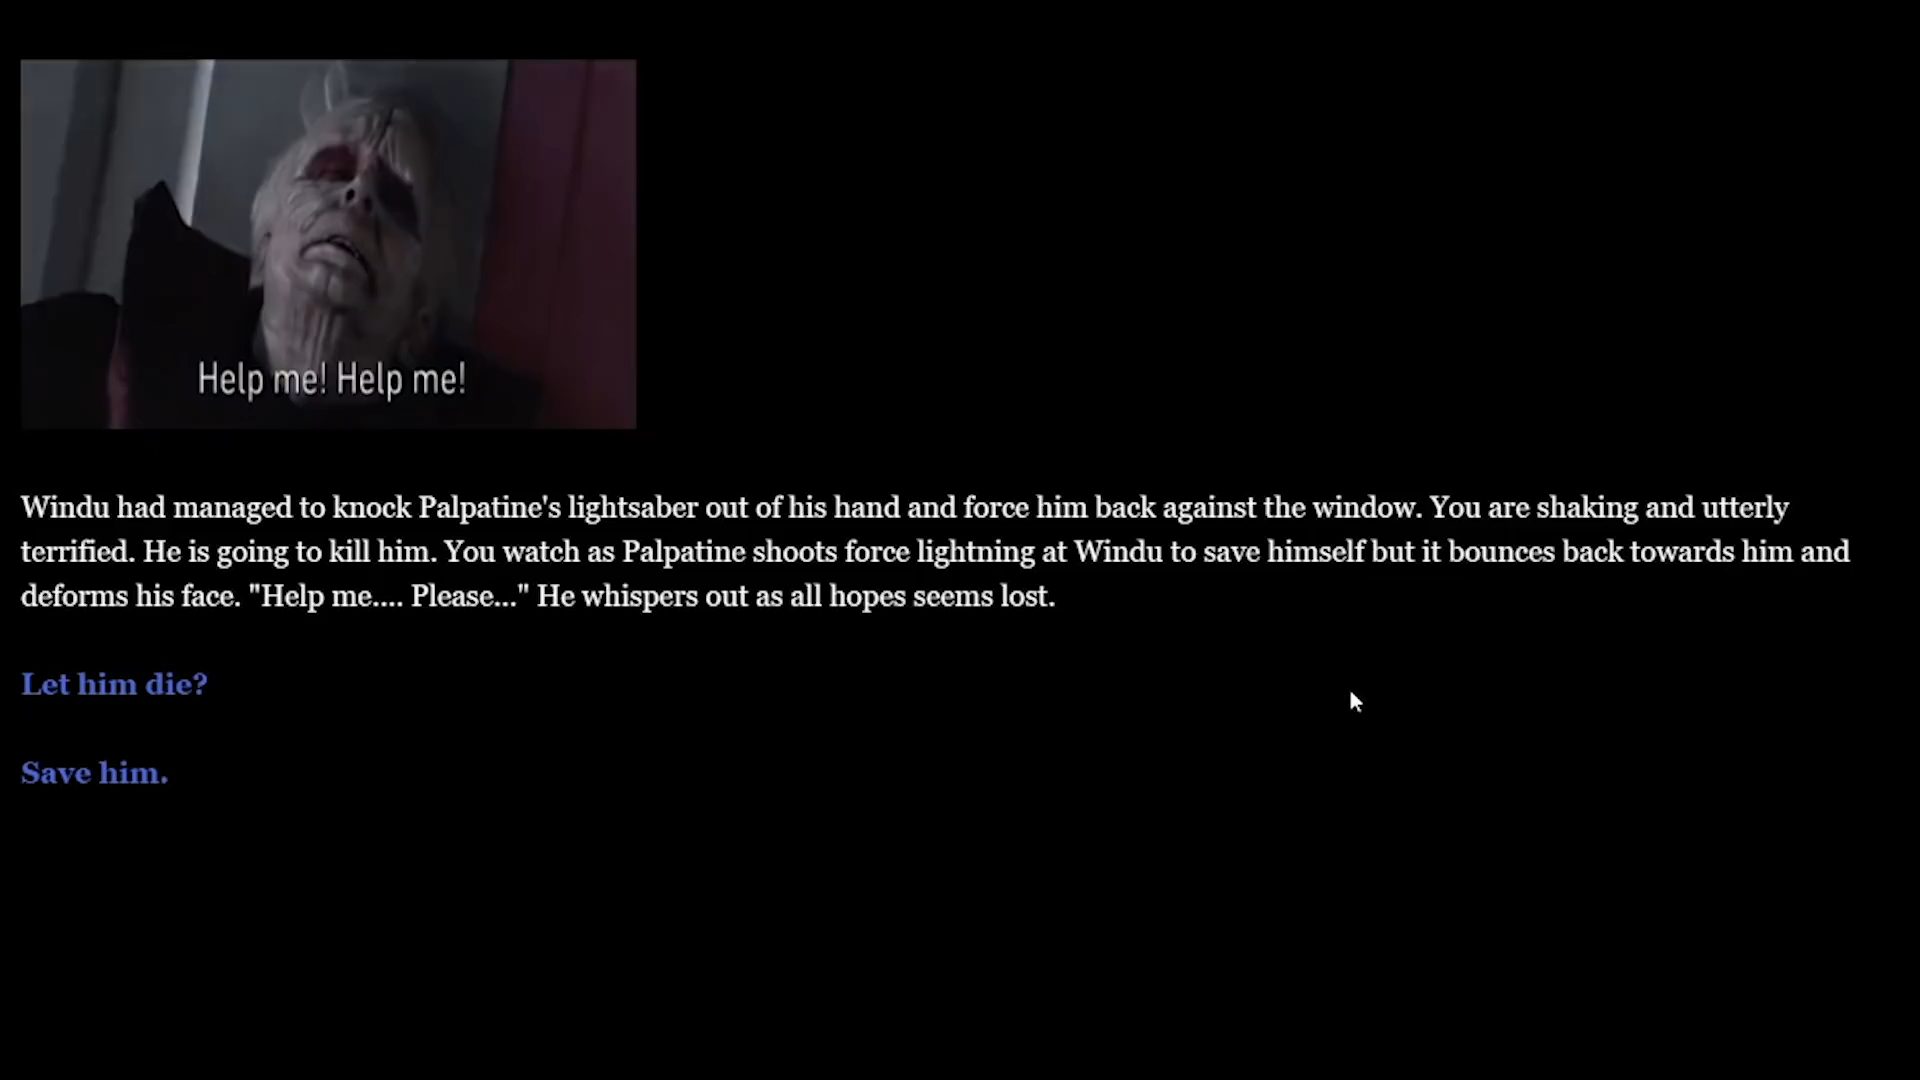 Help me! Help me!
Windu had managed to knock Palpatine's lightsaber out of his hand and force him back against the window. You are shaking and utterly
terrified. He is going to kill him. You watch as Palpatine shoots force lightning at Windu to save himself but it bounces back towards him and
deforms his face. "Help me.... Please..." He whispers out as all hopes seems lost.
Let him die?
Save him.